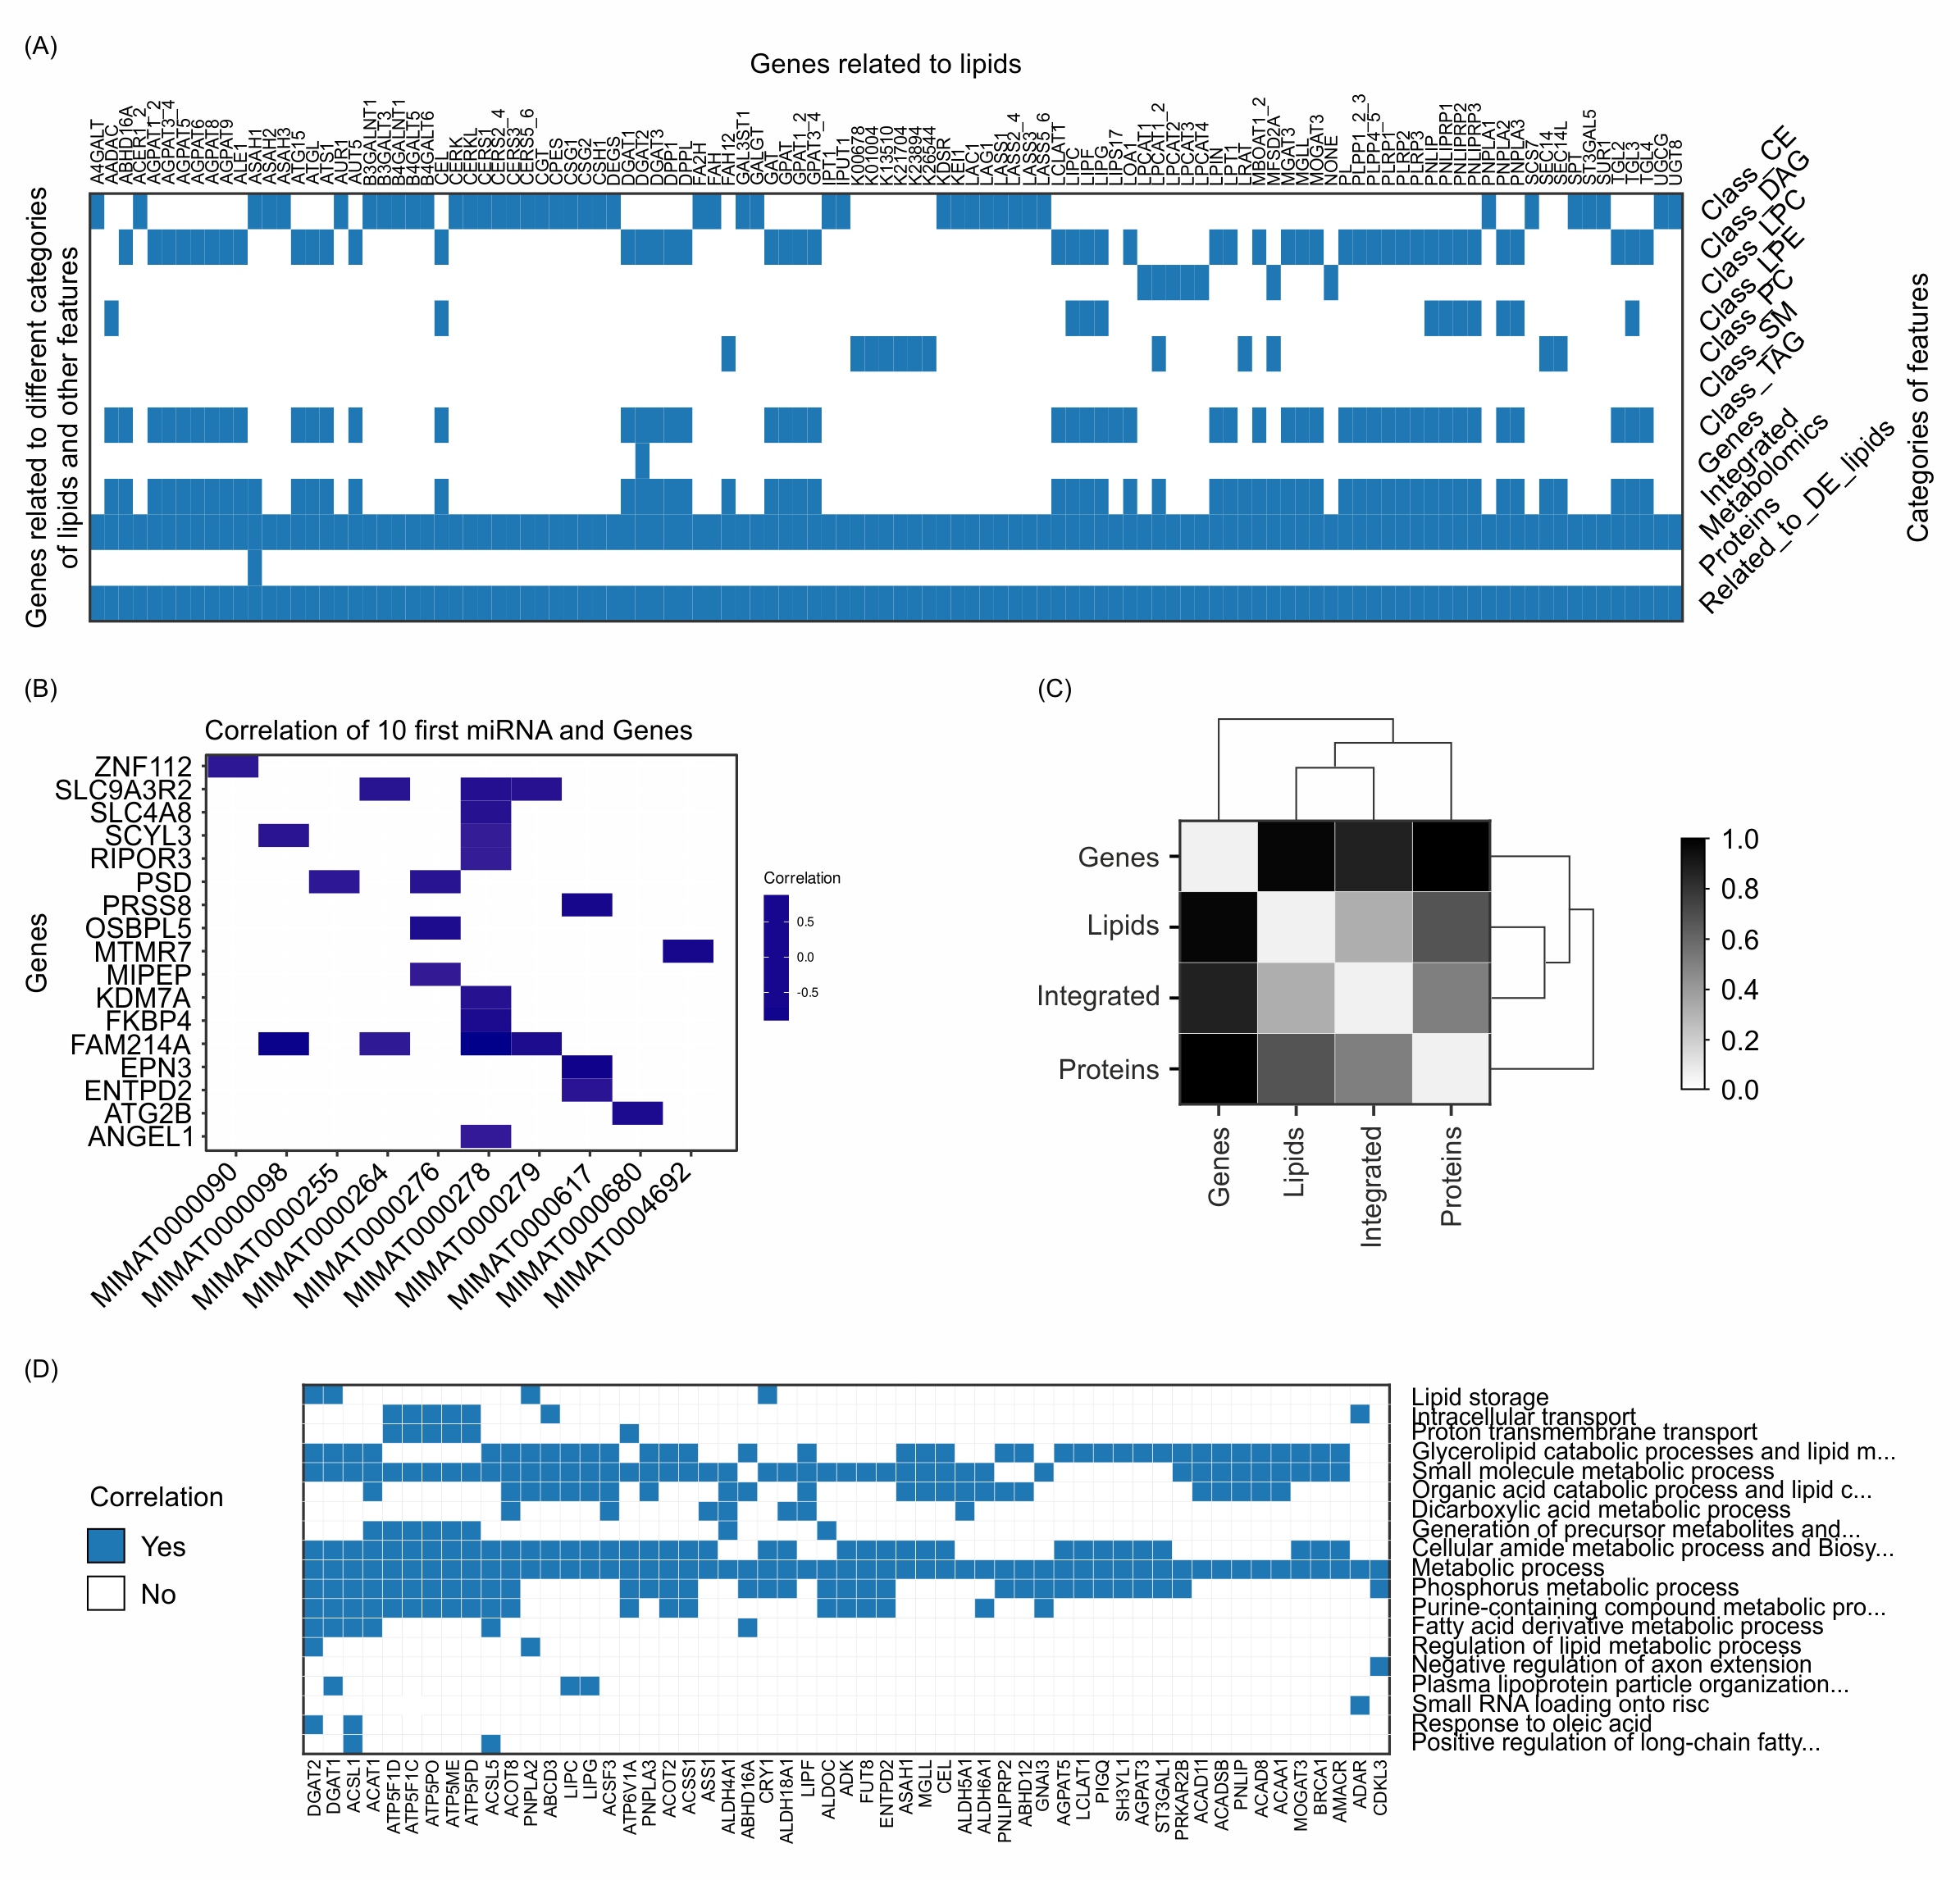 (A)
Genes related to lipids
A4GALT
AADAC
ABHD16A
ACER1_2
AGPAT1_2
AGPAT3_4
AGPAT5
AGPAT6
AGPAT8
AGPAT9
ALE1
ASAH1
ASAH2
ASAH3
ATG15
ATGL
ATS1
AUR1
AUT5
B3GALNT1
B3GALT3
B4GALNT1
B4GALT5
B4GALT6
CEL
CERK
CERKL
CERS1
CERS2_4
CERS3
CERS5_6
CGT
CPES
CSG1
CSG2
CSH1
DEGS
DGAT1
DGAT2
DGAT3
DPP1
DPPL
FA2H
FAH
FAH12
GAL3ST1
GALGT
GAT
GPAT
GPAT1_2
GPAT3_4
IPT1
IPUT1
K00678
K01004
K13510
K21704
K23894
K26544
KDSR
KEI1
LAC1
LAG1
LASS1
LASS2_4
LASS3
LASS5_6
LCLAT1
LIPC
LIPF
LIPG
LIPS17
LOA1
LPCAT1
LPCAT1_2
LPCAT2
LPCAT3
LPCAT4
LPIN
LPT1
LRAT
MBOAT1_2
MFSD2A
MGAT3
MGLL
MOGAT3
NONE
PLC
PLPP1_2_3
PLPP4_5
PLRP1
PLRP2
PLRP3
PNLIP
PNLIPRP1
PNLIPRP2
PNLIPRP3
PNPLA1
PNPLA2
PNPLA3
SCS7
SEC14
SEC14L
SPT
ST3GAL5
SUR1
TGL2
TGL3
TGL4
UGCG
UGT8
Genes related to different categories
of lipids and other features
Class_CE
Class_DAG
Class_LPC
Class_LPE
Class_PC
Class_SM
Class_TAG
Genes
Integrated
Metabolomics
Proteins
Related_to_DE_lipids
Categories of features
(B)
Correlation of 10 first miRNA and Genes
Genes
ZNF112
SLC9A3R2
SLC4A8
SCYL3
RIPOR3
PSD
PRSS8
OSBPL5
MTMR7
MIPEP
KDM7A
FKBP4
FAM214A
EPN3
ENTPD2
ATG2B
ANGEL1
MIMAT0000090
MIMAT0000098
MIMAT0000255
MIMAT0000264
MIMAT0000276
MIMAT0000278
MIMAT0000279
MIMAT0000617
MIMAT0000680
MIMAT0004692
Correlation
0.5
0.0
-0.5
(C)
Genes
Lipids
Integrated
Proteins
Genes
Lipids
Integrated
Proteins
1.0
0.8
0.6
0.4
0.2
0.0
(D)
Correlation
Yes
No
Lipid storage
Intracellular transport
Proton transmembrane transport
Glycerolipid catabolic processes and lipid m...
Small molecule metabolic process
Organic acid catabolic process and lipid c...
Dicarboxylic acid metabolic process
Generation of precursor metabolites and...
Cellular amide metabolic process and Biosy...
Metabolic process
Phosphorus metabolic process
Purine-containing compound metabolic pro...
Fatty acid derivative metabolic process
Regulation of lipid metabolic process
Negative regulation of axon extension
Plasma lipoprotein particle organization...
Small RNA loading onto risc
Response to oleic acid
Positive regulation of long-chain fatty...
DGAT2
DGAT1
ACSL1
ACAT1
ATP5F1D
ATP5F1C
ATP5PO
ATP5ME
ATP5PD
ACSL5
ACOT8
PNPLA2
ABCD3
LIPC
LIPG
ACSF3
ATP6V1A
PNPLA3
ACOT2
ACSS1
ASS1
ALDH4A1
ABHD16A
CRY1
ALDH18A1
LIPF
ALDOC
ADK
FUT8
ENTPD2
ASAH1
MGLL
CEL
ALDH5A1
ALDH6A1
PNLIPRP2
ABHD12
GNAI3
AGPAT5
LCLAT1
PIGQ
SH3YL1
AGPAT3
ST3GAL1
PRKAR2B
ACAD11
ACADSB
PNLIP
ACAD8
ACAA1
MOGAT3
BRCA1
AMACR
ADAR
CDKL3